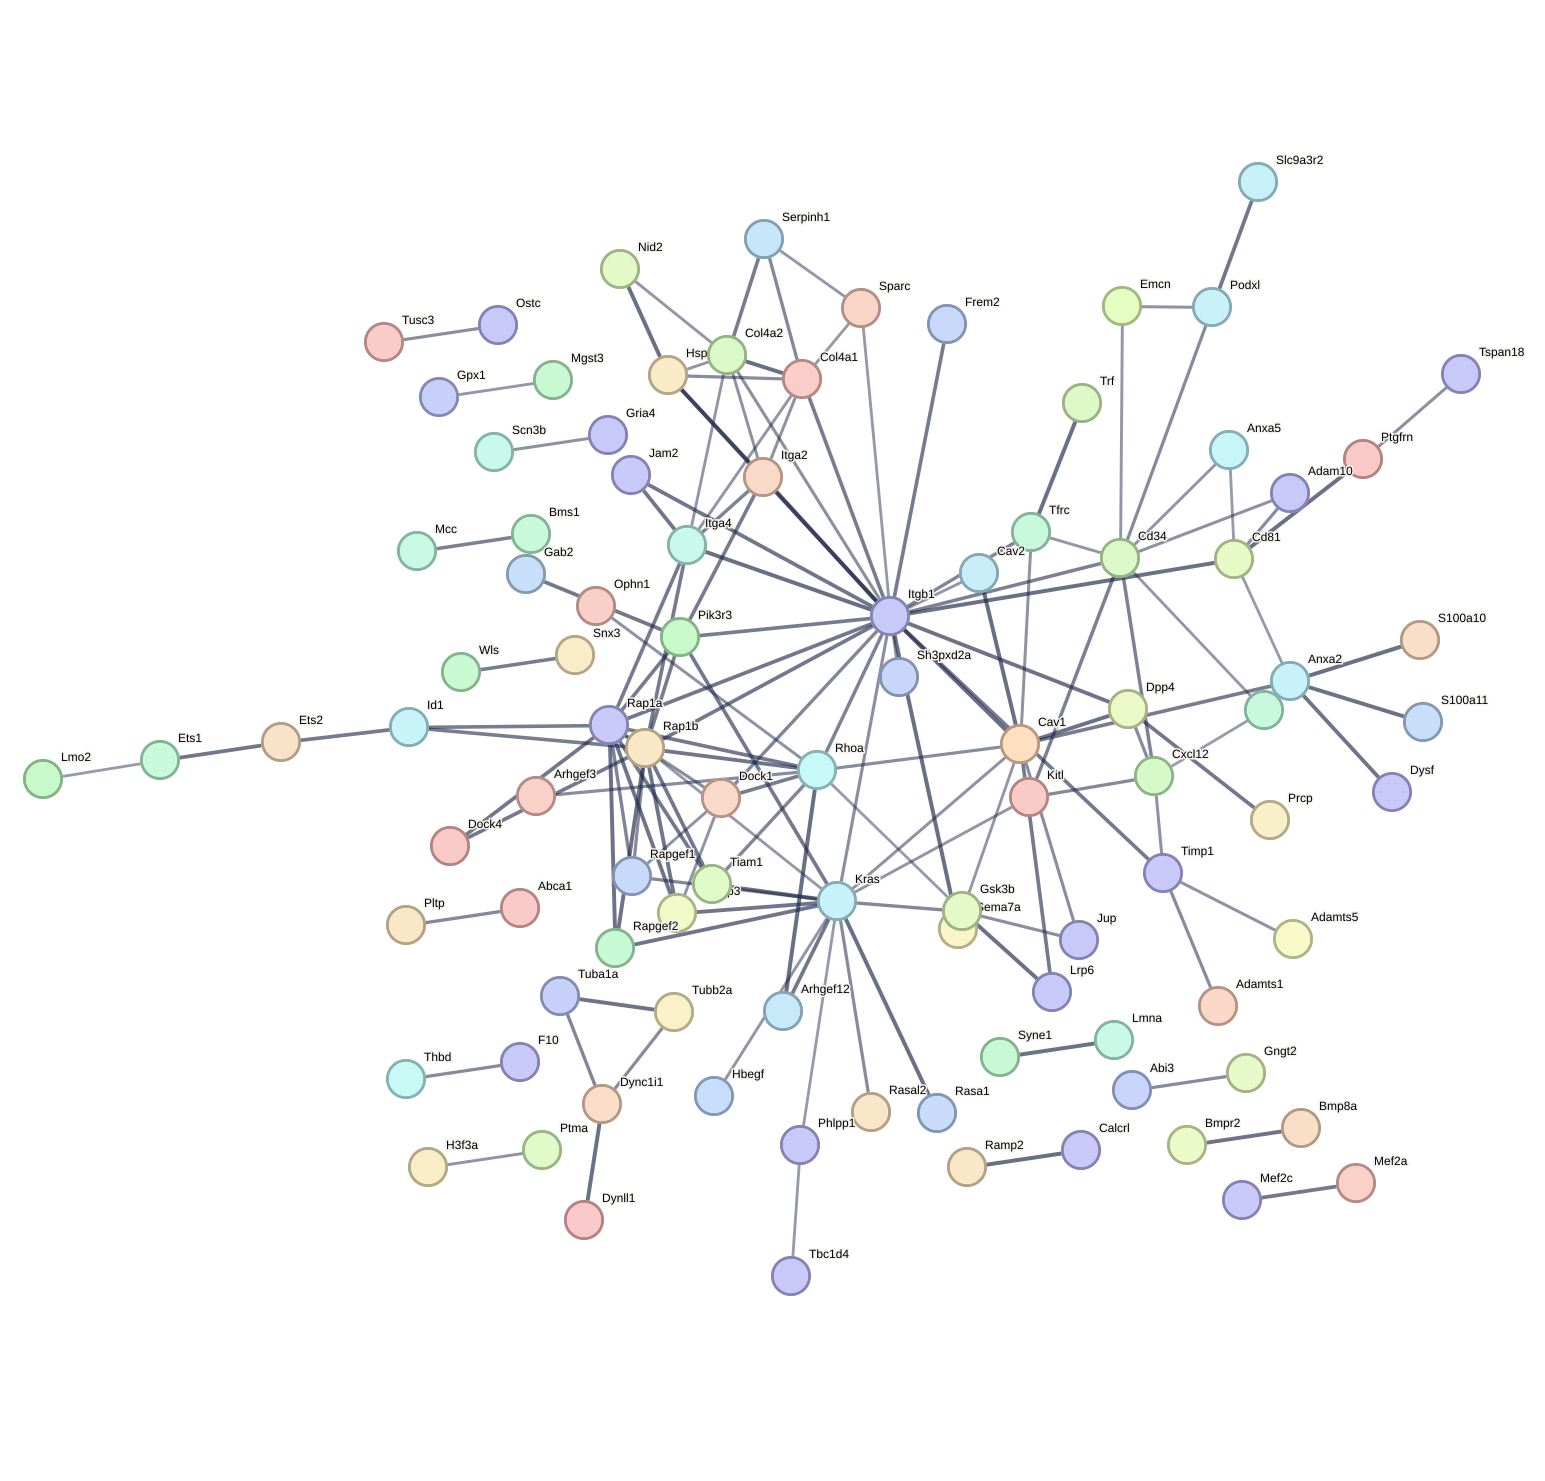 Slc9a3r2
Serpinh1
Nid2
Emcn
Podxl
Sparc
Frem2
Ostc
Tusc3
Col4a2
Hsp
Col4a1
Tspan18
Mgst3
Gpx1
Trf
Gria4
Scn3b
Anxa5
Ptgfrn
Jam2
Itga2
Adam10
Bms1
Mcc
Itga4
Tfrc
Cav2
Cd34
Cd81
Gab2
Ophn1
Itgb1
Pik3r3
S100a10
Snx3
Wls
Sh3pxd2a
Anxa2
Dpp4
S100a11
Id1
Rap1a
Ets2
Rap1b
Cav1
Ets1
Lmo2
Rhoa
Cxcl12
Dysf
Arhgef3
Dock1
Kitl
Prcp
Dock4
Rapgef1
Tiam1
Timp1
Kras
p3
Gsk3b
Abca1
Pltp
Sema7a
Jup
Adamts5
Rapgef2
Tuba1a
Tubb2a
Arhgef12
Lrp6
Adamts1
Lmna
Syne1
F10
Thbd
Gngt2
Abi3
Dync1i1
Hbegf
Rasal2
Rasa1
Phlpp1
Bmp8a
Bmpr2
Ptma
H3f3a
Calcrl
Ramp2
Mef2a
Mef2c
Dynll1
Tbc1d4